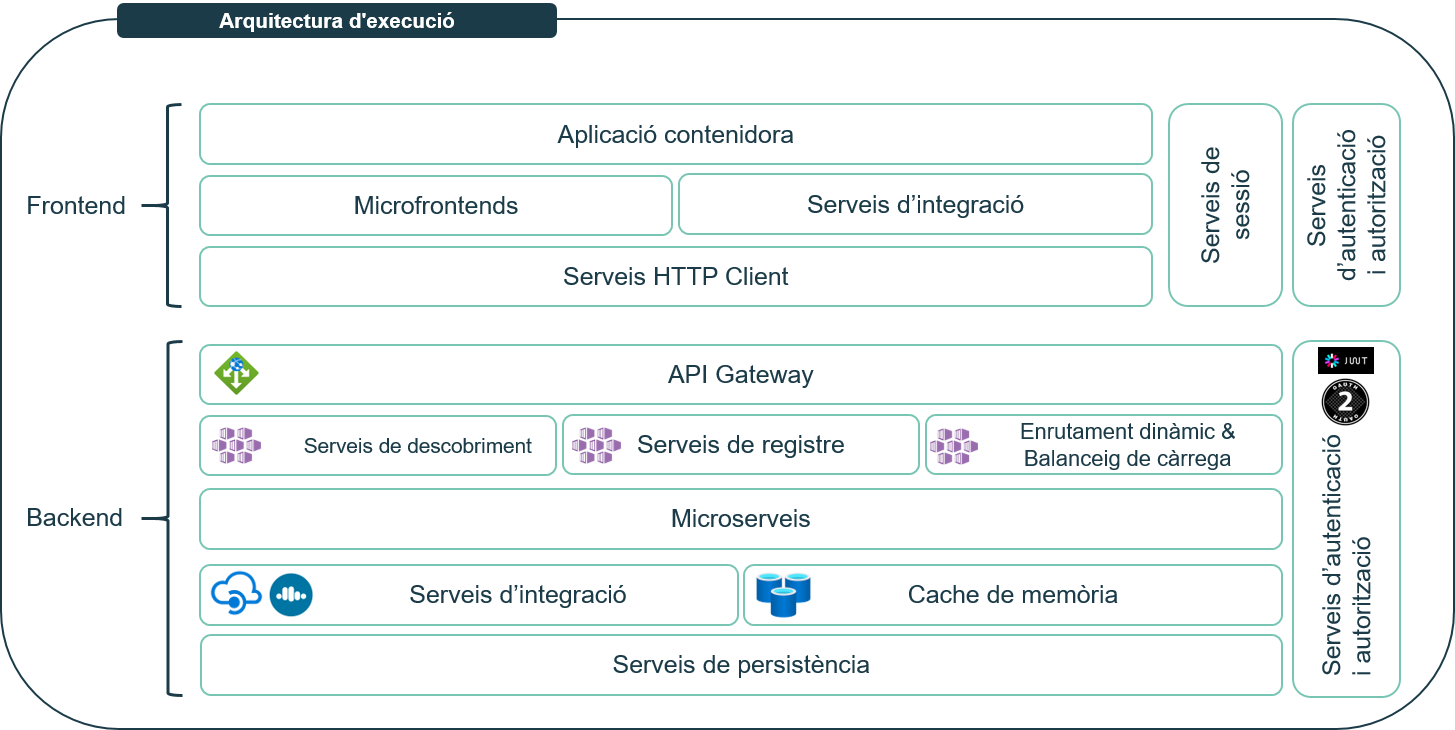 Arquitectura d'execució
Frontend
Aplicació contenidora
Microfrontends
Serveis d’integració
Serveis HTTP Client
Serveis de
sessió
Serveis
d’autenticació
i autorització
Backend
API Gateway
Serveis de descobriment
Serveis de registre
Enrutament dinàmic &
Balanceig de càrrega
Microserveis
Serveis d’integració
Cache de memòria
Serveis de persistència
JWT
OAUTH
2
OAUTH
Serveis d’autenticació
i autorització